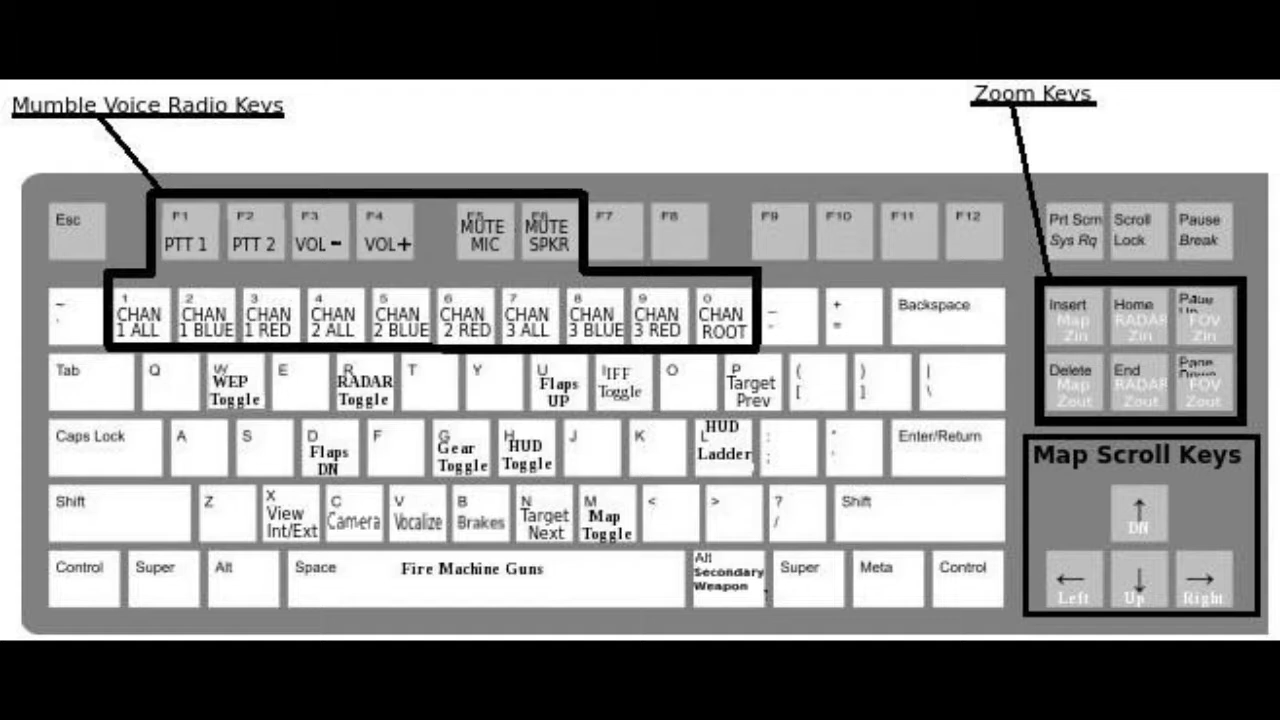 Mumble Voice Radio Keys
Zoom Keys
Esc
F1
PTT 1
F2
PTT 2
F3
VOL -
F4
VOL+
F5
MUTE
MIC
F6
MUTE
SPKR
F7
F8
F9
F10
F11
F12
Prt Scrn
Sys Rq
Scroll
Lock
Pause
Break
~
1
CHAN
1 ALL
2
CHAN
1 BLUE
3
CHAN
1 RED
4
CHAN
2 ALL
5
CHAN
2 BLUE
6
CHAN
2 RED
7
CHAN
3 ALL
8
CHAN
3 BLUE
9
CHAN
3 RED
0
CHAN
ROOT
_
-
+
=
Backspace
Insert
Map
Zin
Home
RADAR
Zin
Page
Up
FOV
Zin
Tab
Q
W
WEP
Toggle
E
R
RADAR
Toggle
T
Y
U
Flaps
UP
I
IFF
Toggle
O
P
Target
Prev
{
[
}
]
|
\
Delete
Map
Zout
End
RADAR
Zout
Page
Down
FOV
Zout
Caps Lock
A
S
D
Flaps
DN
F
G
Gear
Toggle
H
HUD
Toggle
J
K
L
HUD
Ladder
:
;
"
'
Enter/Return
Map Scroll Keys
Shift
Z
X
View
Int/Ext
C
Camera
V
Vocalize
B
Brakes
N
Target
Next
M
Map
Toggle
<
>
?
/
Shift
↑
DN
Control
Super
Alt
Space
Fire Machine Guns
Alt
Secondary
Weapon
Super
Meta
Control
←
Left
↓
Up
→
Right